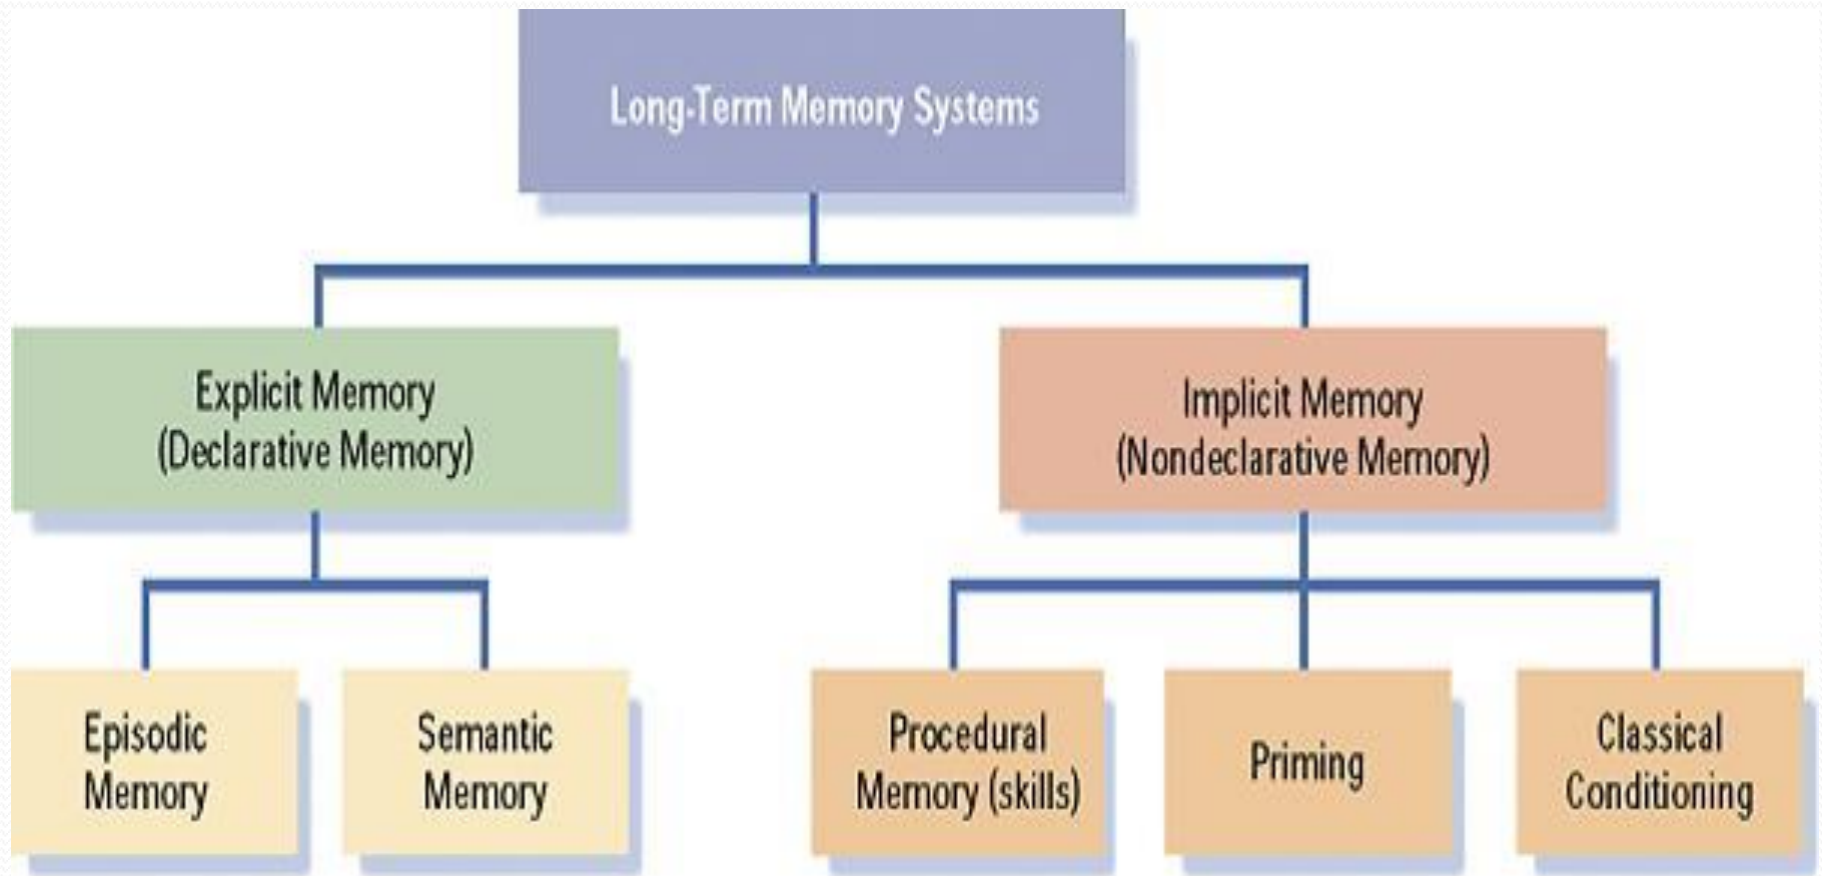 Long-Term Memory Systems
Explicit Memory
(Declarative Memory)
Implicit Memory
(Nondeclarative Memory)
Episodic
Memory
Semantic
Memory
Procedural
Memory (skills)
Priming
Classical
Conditioning